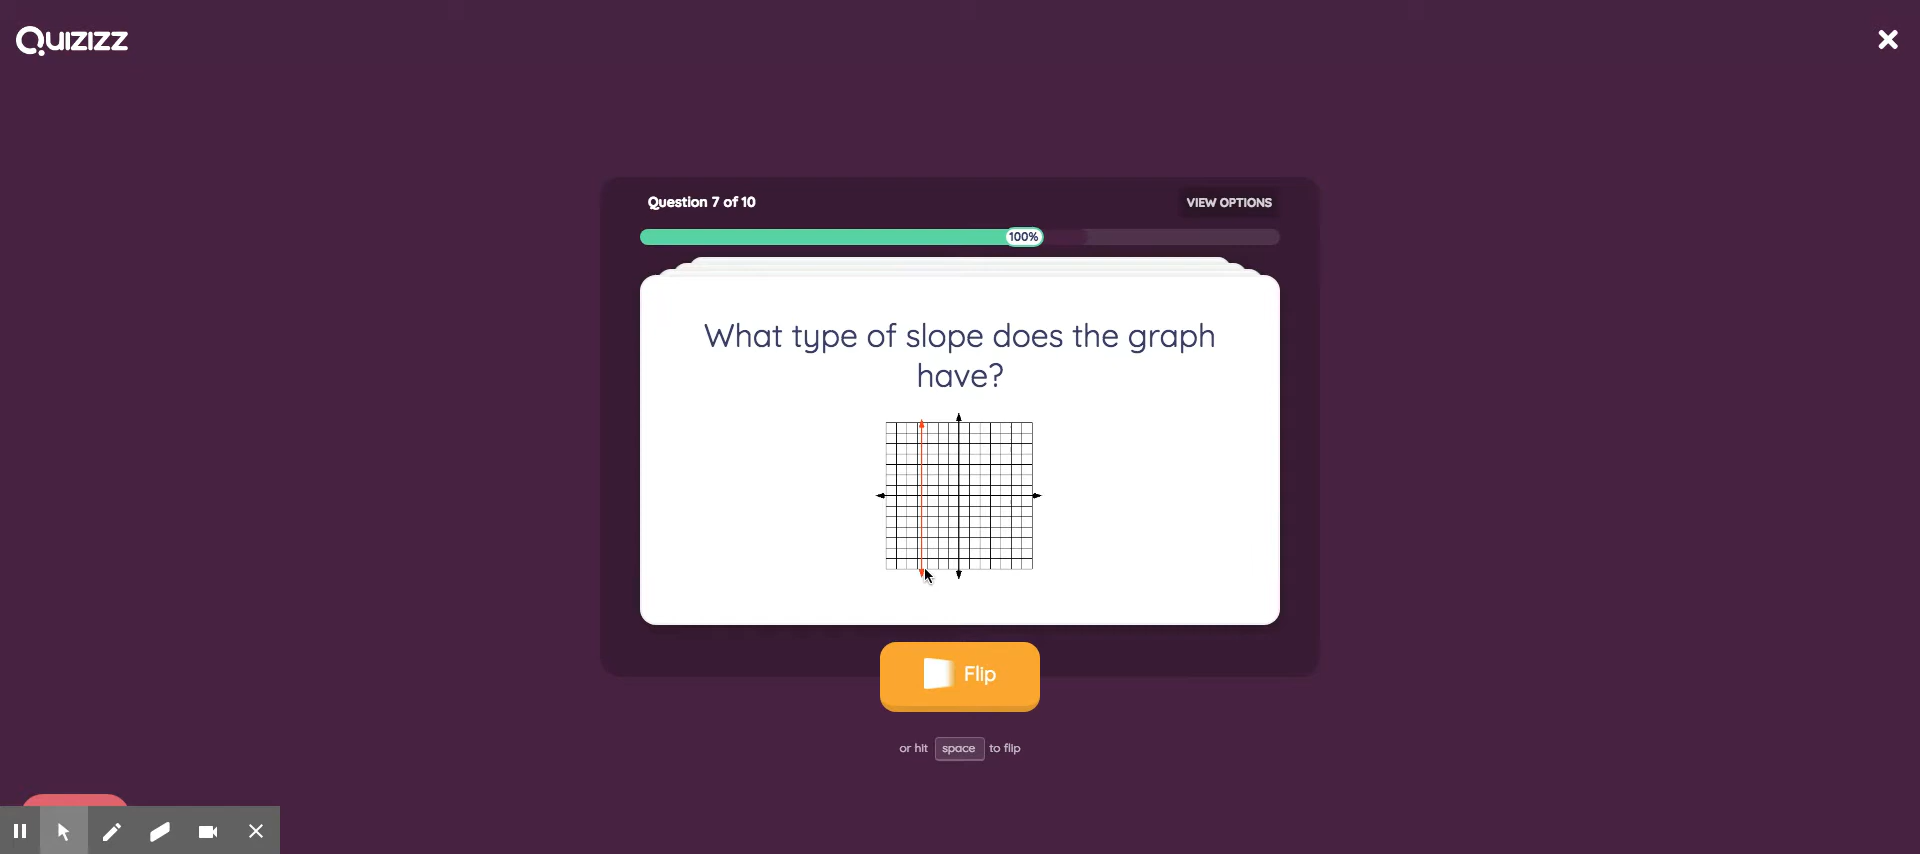 Quizizz
Question 7 of 10
VIEW OPTIONS
100%
What type of slope does the graph
have?
Flip
or hit space to flip